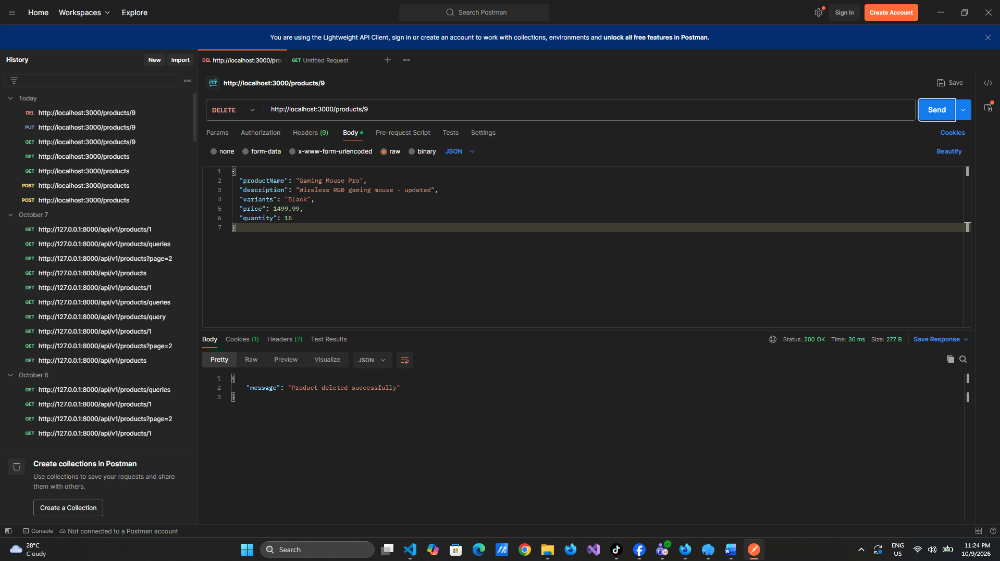 Home Workspaces Explore
Search Postman
Sign In Create Account
You are using the Lightweight API Client, sign in or create an account to work with collections, environments and unlock all free features in Postman.
History New Import
DEL http://localhost:3000/pro
GET Untitled Request
HTTP http://localhost:3000/products/9
Save
Today
DEL http://localhost:3000/products/9
PUT http://localhost:3000/products/9
GET http://localhost:3000/products/9
GET http://localhost:3000/products
GET http://localhost:3000/products
POST http://localhost:3000/products
POST http://localhost:3000/products
October 7
GET http://127.0.0.1:8000/api/v1/products/1
GET http://127.0.0.1:8000/api/v1/products/queries
GET http://127.0.0.1:8000/api/v1/products?page=2
GET http://127.0.0.1:8000/api/v1/products
GET http://127.0.0.1:8000/api/v1/products/1
GET http://127.0.0.1:8000/api/v1/products/queries
GET http://127.0.0.1:8000/api/v1/products/query
GET http://127.0.0.1:8000/api/v1/products/1
GET http://127.0.0.1:8000/api/v1/products?page=2
GET http://127.0.0.1:8000/api/v1/products
October 6
GET http://127.0.0.1:8000/api/v1/products/queries
GET http://127.0.0.1:8000/api/v1/products/1
GET http://127.0.0.1:8000/api/v1/products?page=2
GET http://127.0.0.1:8000/api/v1/products/1
Create collections in Postman
Use collections to save your requests and share
them with others.
Create a Collection
DELETE http://localhost:3000/products/9 Send
Params Authorization Headers (9) Body Pre-request Script Tests Settings Cookies
none form-data x-www-form-urlencoded raw binary JSON Beautify
1 {
2 "productName": "Gaming Mouse Pro",
3 "description": "Wireless RGB gaming mouse - updated",
4 "variants": "Black",
5 "price": 1499.99,
6 "quantity": 15
7 }
Body Cookies (1) Headers (7) Test Results Status: 200 OK Time: 30 ms Size: 277 B Save Response
Pretty Raw Preview Visualize JSON
1 {
2 "message": "Product deleted successfully"
3 }
Console Not connected to a Postman account
28°C
Cloudy
Search
ENG
US
11:24 PM
10/9/2026